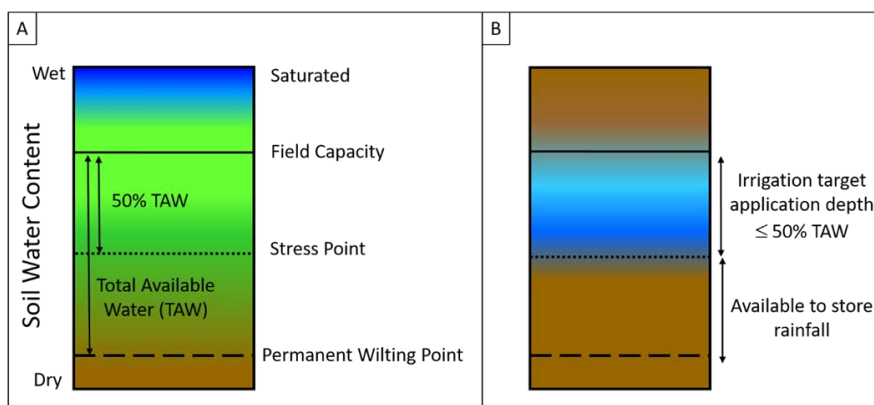 A
Wet
Saturated
Field Capacity
50% TAW
Soil Water Content
Stress Point
Total Available
Water (TAW)
Permanent Wilting Point
Dry
B
Irrigation target
application depth
≤ 50% TAW
Available to store
rainfall